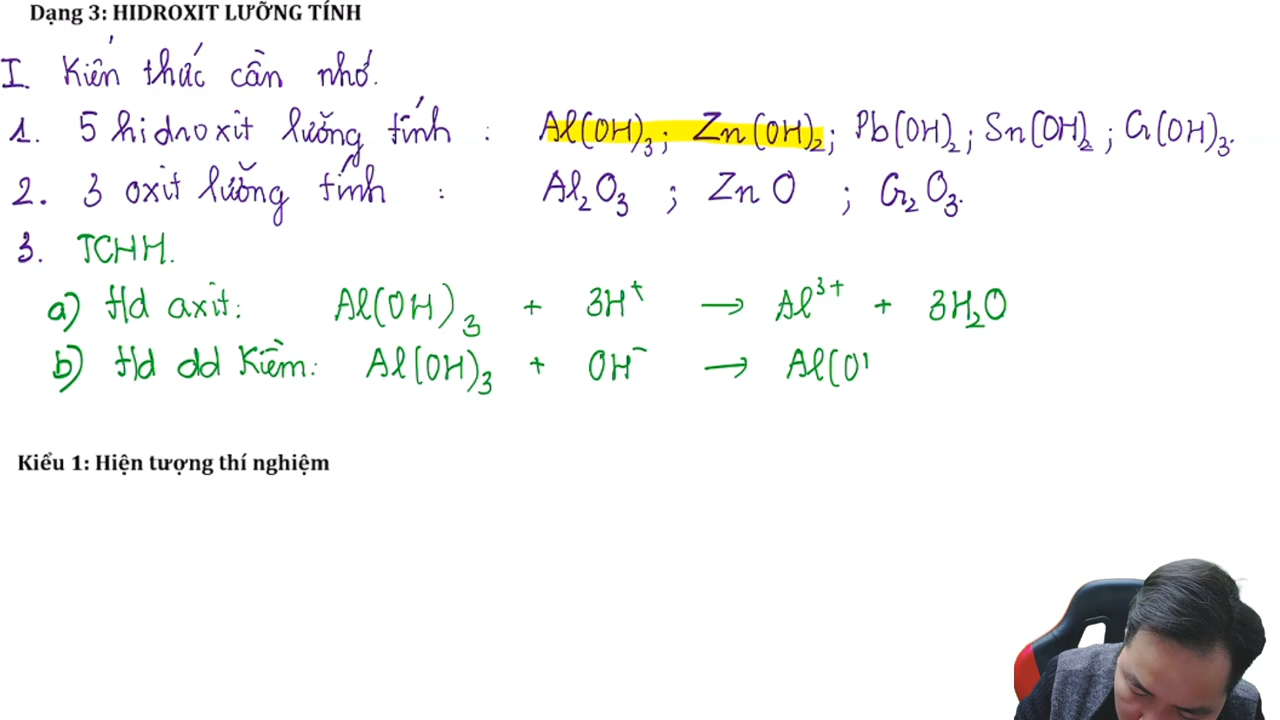 Dạng 3: HIDROXIT LƯỠNG TÍNH
I. Kiến thức cần nhớ.
1. 5 hidroxit lưỡng tính : Al(OH)₃; Zn(OH)₂; Pb(OH)₂; Sn(OH)₂; Cr(OH)₃.
2. 3 oxit lưỡng tính : Al₂O₃ ; ZnO ; Cr₂O₃.
3. TCHH.
a) t/d axit: Al(OH)₃ + 3H⁺ → Al³⁺ + 3H₂O
b) t/d dd Kiềm: Al(OH)₃ + OH⁻ → Al(O
Kiểu 1: Hiện tượng thí nghiệm